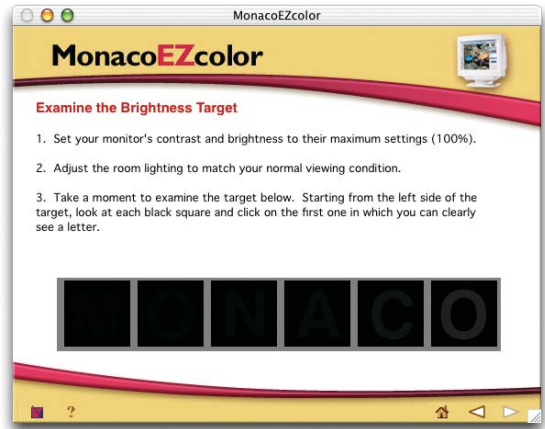 MonacoEZcolor
MonacoEZcolor
Examine the Brightness Target
1. Set your monitor's contrast and brightness to their maximum settings (100%).
2. Adjust the room lighting to match your normal viewing condition.
3. Take a moment to examine the target below. Starting from the left side of the
target, look at each black square and click on the first one in which you can clearly
see a letter.
M O N A C O
?